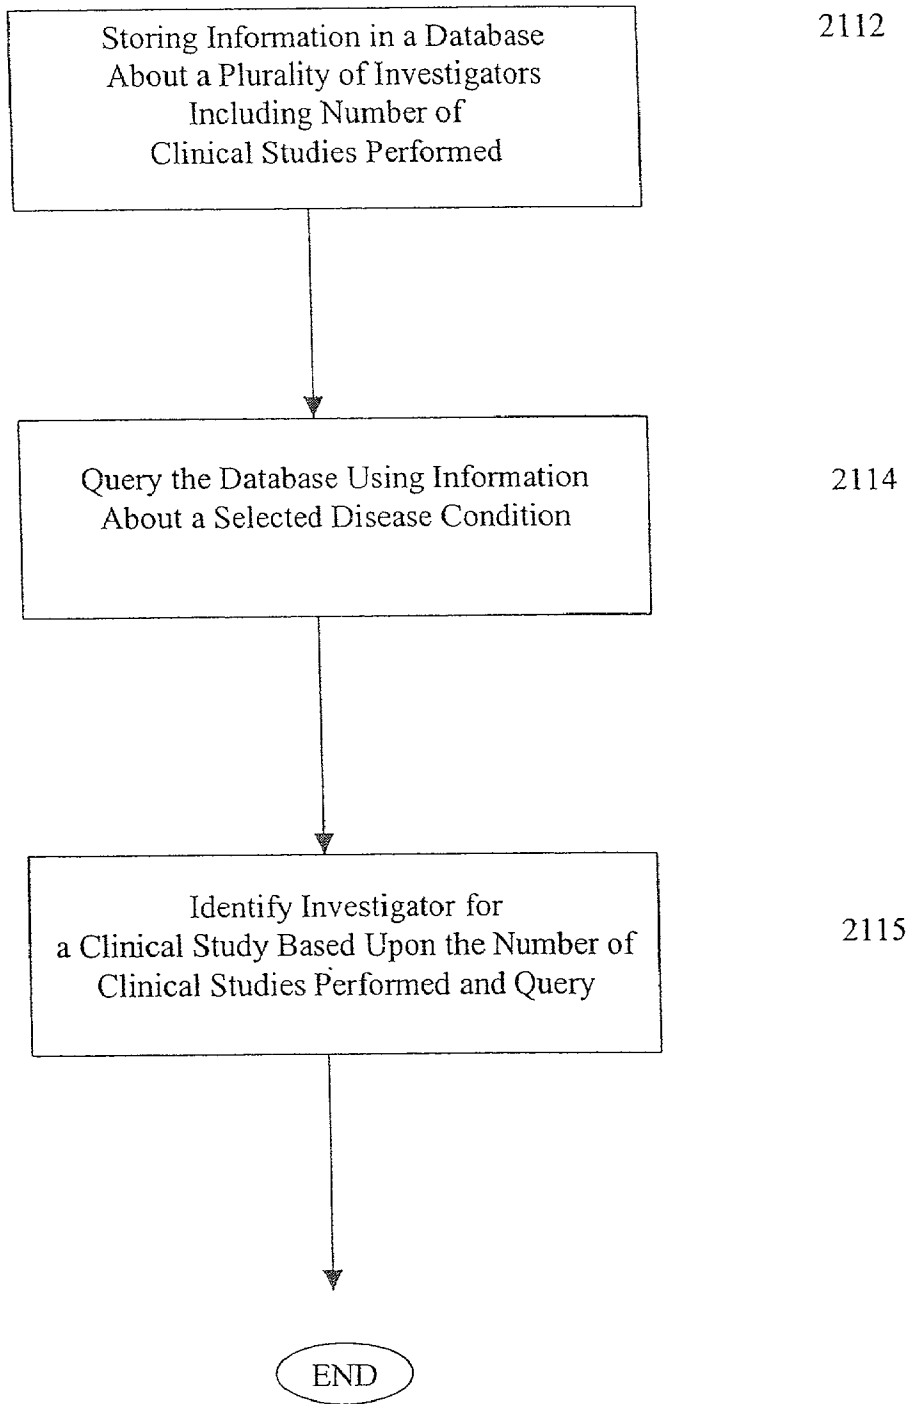 Storing Information in a Database
About a Plurality of Investigators
Including Number of
Clinical Studies Performed
2112
Query the Database Using Information
About a Selected Disease Condition
2114
Identify Investigator for
a Clinical Study Based Upon the Number of
Clinical Studies Performed and Query
2115
END